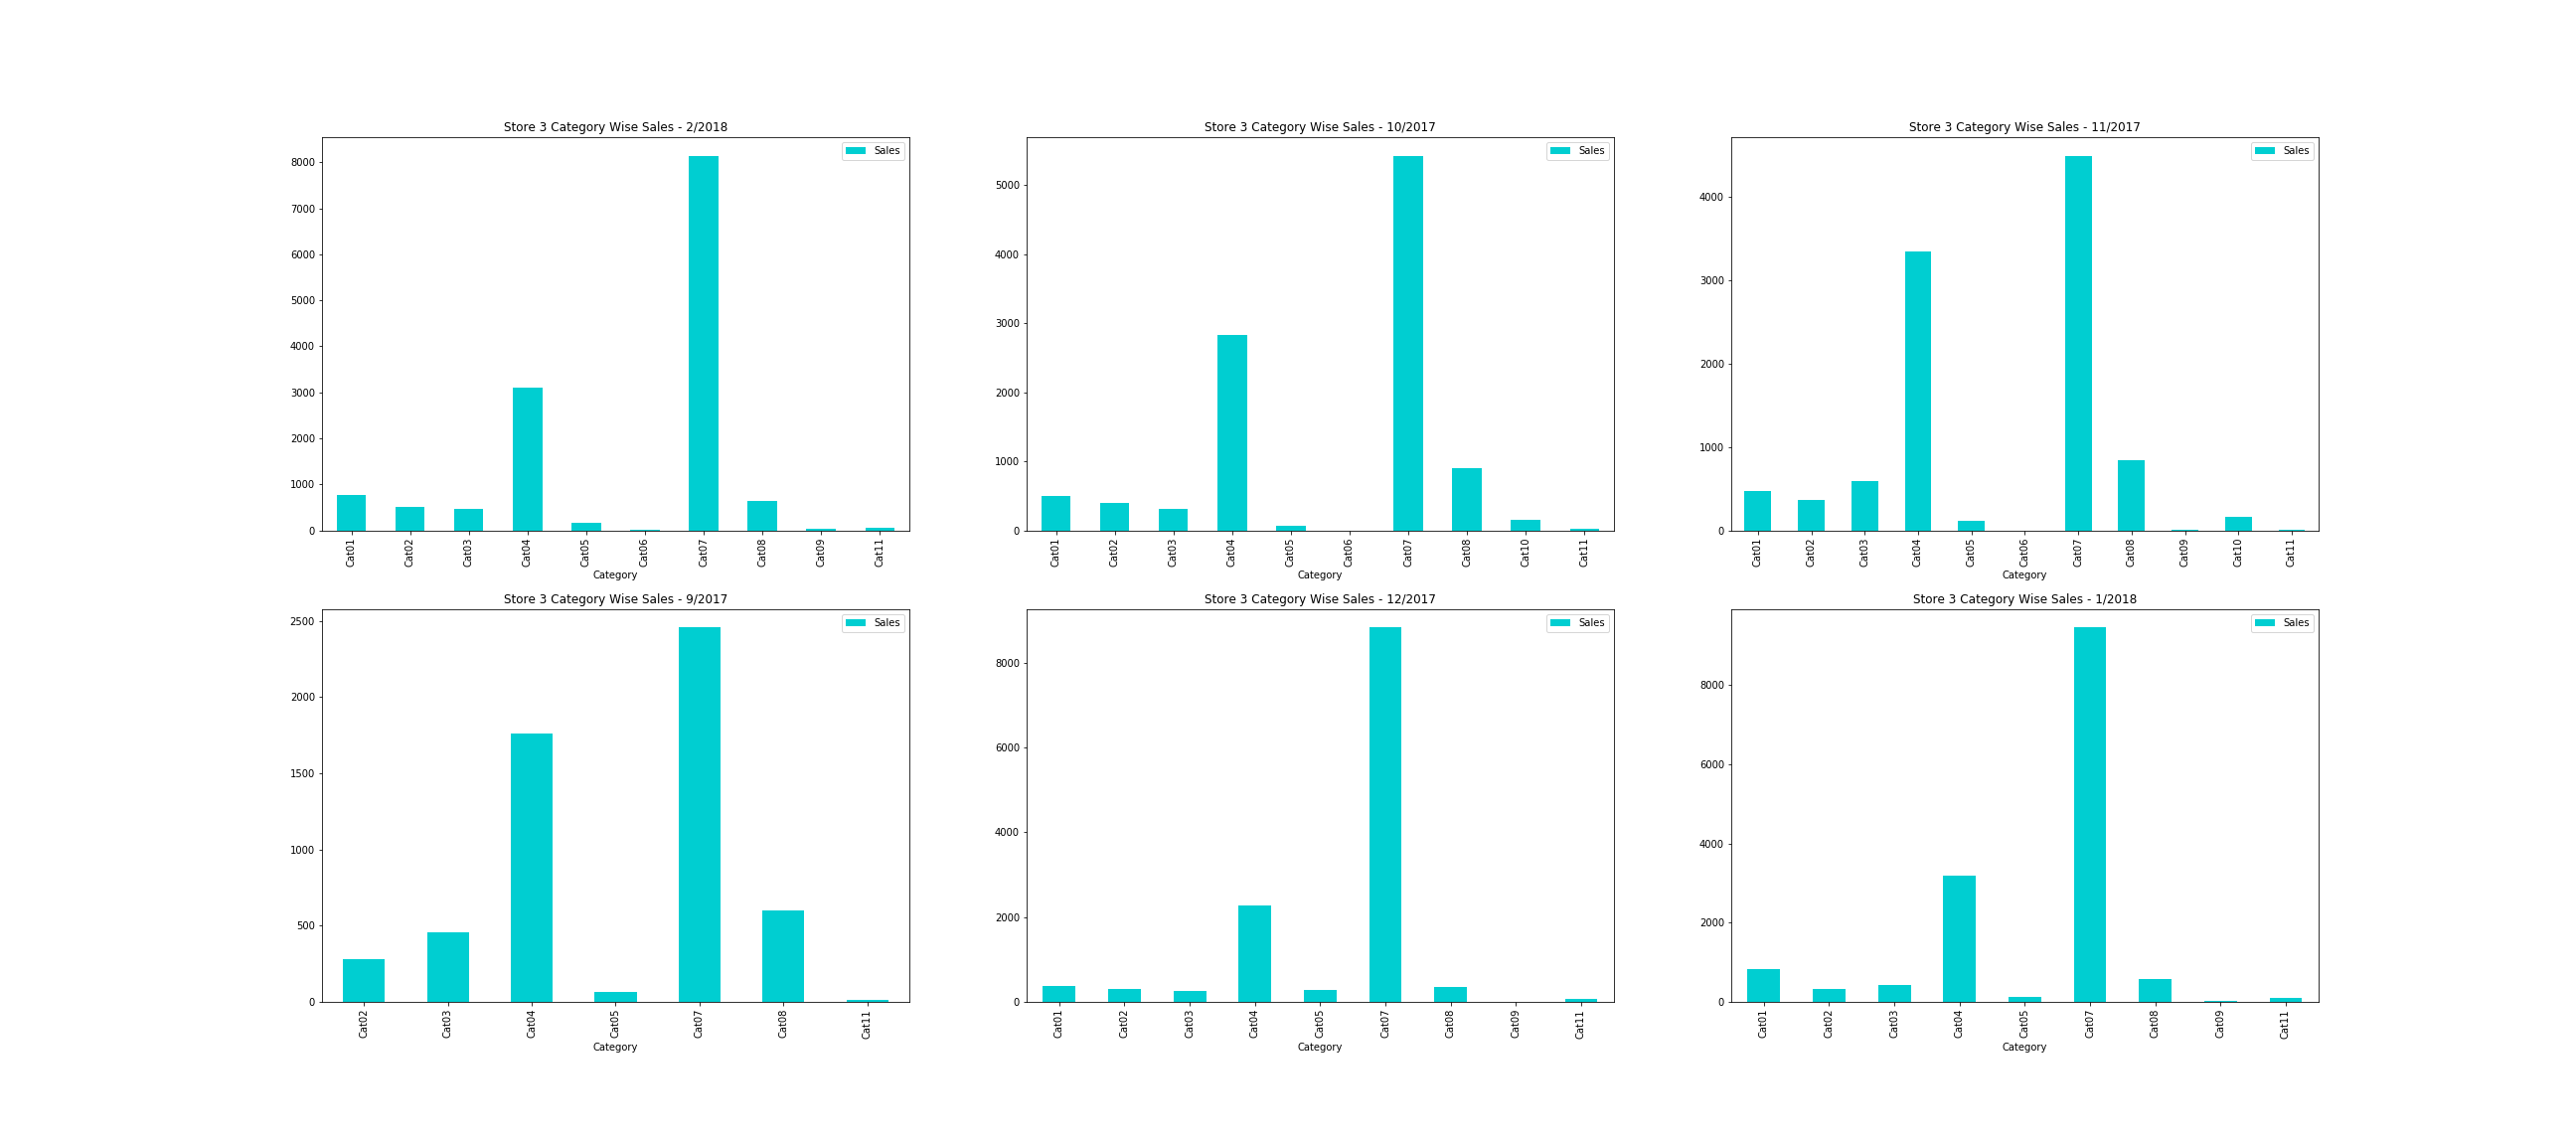 Store 3 Category Wise Sales - 2/2018
Sales
8000
7000
6000
5000
4000
3000
2000
1000
0
Cat01
Cat02
Cat03
Cat04
Cat05
Cat06
Cat07
Cat08
Cat09
Cat11
Category
Store 3 Category Wise Sales - 10/2017
Sales
5000
4000
3000
2000
1000
0
Cat01
Cat02
Cat03
Cat04
Cat05
Cat06
Cat07
Cat08
Cat10
Cat11
Category
Store 3 Category Wise Sales - 11/2017
Sales
4000
3000
2000
1000
0
Cat01
Cat02
Cat03
Cat04
Cat05
Cat06
Cat07
Cat08
Cat09
Cat10
Cat11
Category
Store 3 Category Wise Sales - 9/2017
Sales
2500
2000
1500
1000
500
0
Cat02
Cat03
Cat04
Cat05
Cat07
Cat08
Cat11
Category
Store 3 Category Wise Sales - 12/2017
Sales
8000
6000
4000
2000
0
Cat01
Cat02
Cat03
Cat04
Cat05
Cat07
Cat08
Cat09
Cat11
Category
Store 3 Category Wise Sales - 1/2018
Sales
8000
6000
4000
2000
0
Cat01
Cat02
Cat03
Cat04
Cat05
Cat07
Cat08
Cat09
Cat11
Category